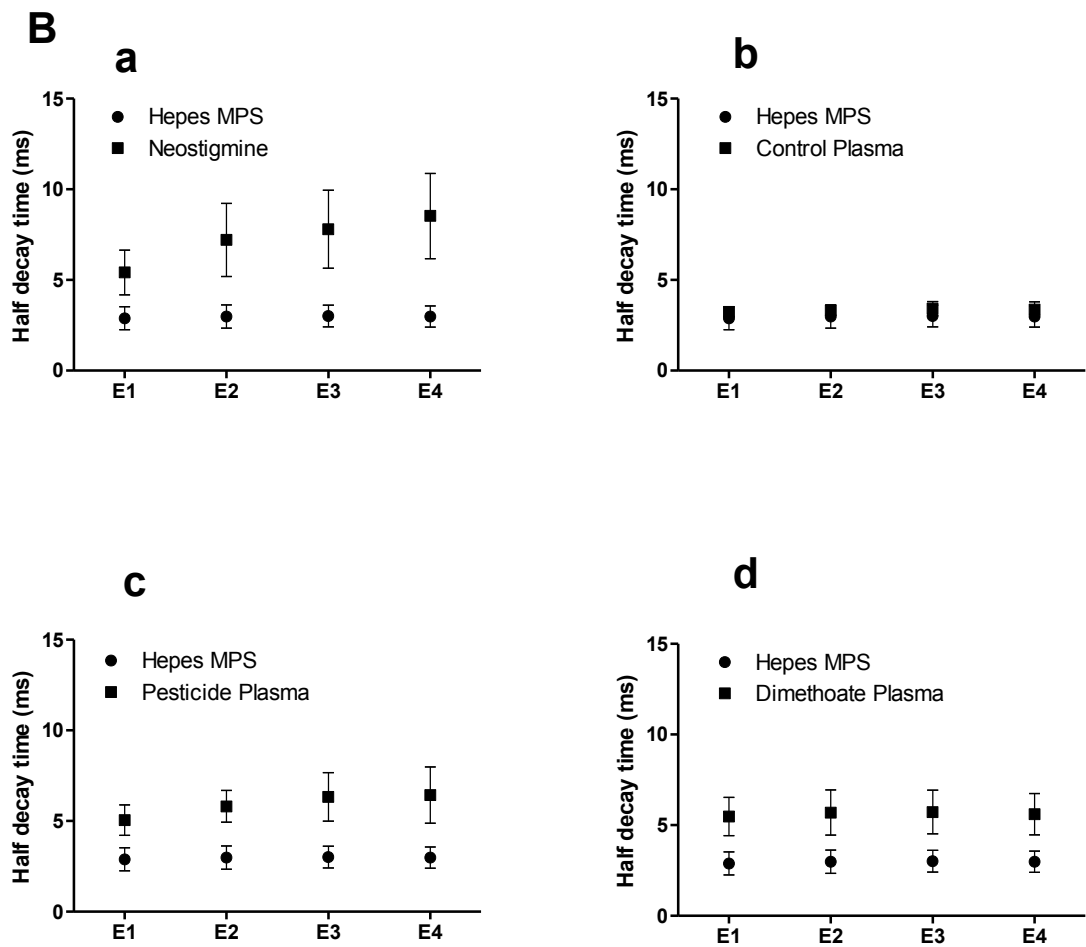 B
a
15
10
5
0
Half decay time (ms)
Hepes MPS
Neostigmine
E1 E2 E3 E4
b
15
10
5
0
Half decay time (ms)
Hepes MPS
Control Plasma
E1 E2 E3 E4
c
15
10
5
0
Half decay time (ms)
Hepes MPS
Pesticide Plasma
E1 E2 E3 E4
d
15
10
5
0
Half decay time (ms)
Hepes MPS
Dimethoate Plasma
E1 E2 E3 E4